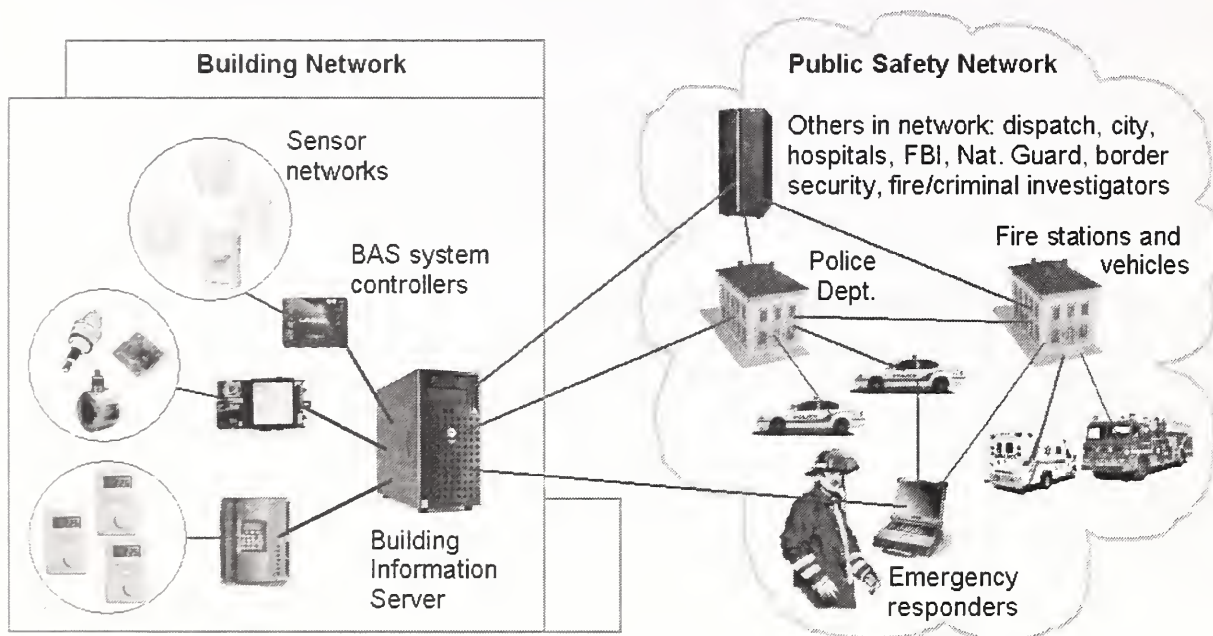 Building Network
Sensor
networks
BAS system
controllers
Building
Information
Server
Public Safety Network
Others in network: dispatch, city,
hospitals, FBI, Nat. Guard, border
security, fire/criminal investigators
Fire stations and
vehicles
Police
Dept.
Emergency
responders